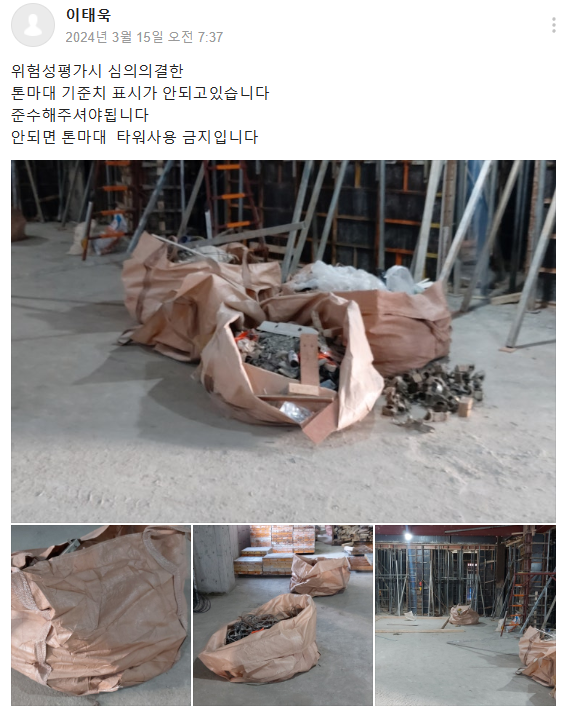 이태욱
2024년 3월 15일 오전 7:37
위험성평가시 심의의결한
톤마대 기준치 표시가 안되고있습니다
준수해주셔야됩니다
안되면 톤마대  타워사용 금지입니다